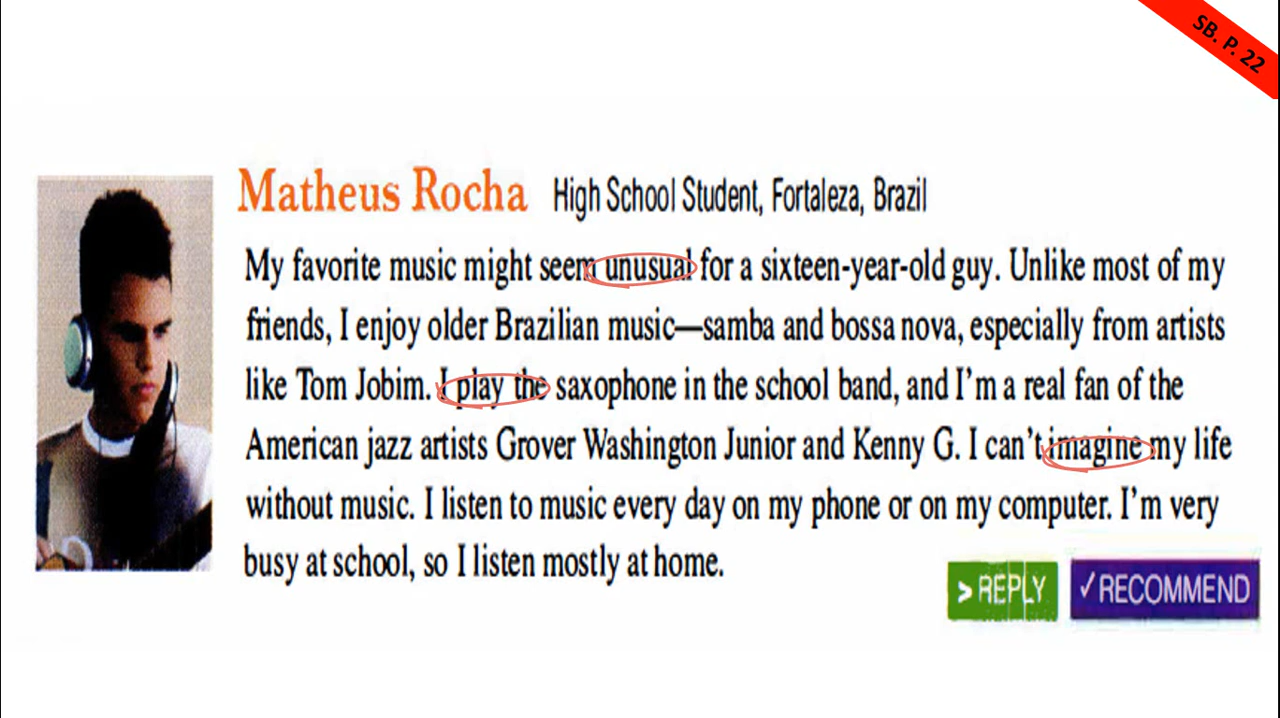 SB. P. 22
Matheus Rocha High School Student, Fortaleza, Brazil
My favorite music might seem unusual for a sixteen-year-old guy. Unlike most of my
friends, I enjoy older Brazilian music—samba and bossa nova, especially from artists
like Tom Jobim. I play the saxophone in the school band, and I'm a real fan of the
American jazz artists Grover Washington Junior and Kenny G. I can't imagine my life
without music. I listen to music every day on my phone or on my computer. I'm very
busy at school, so I listen mostly at home.
> REPLY ✓RECOMMEND